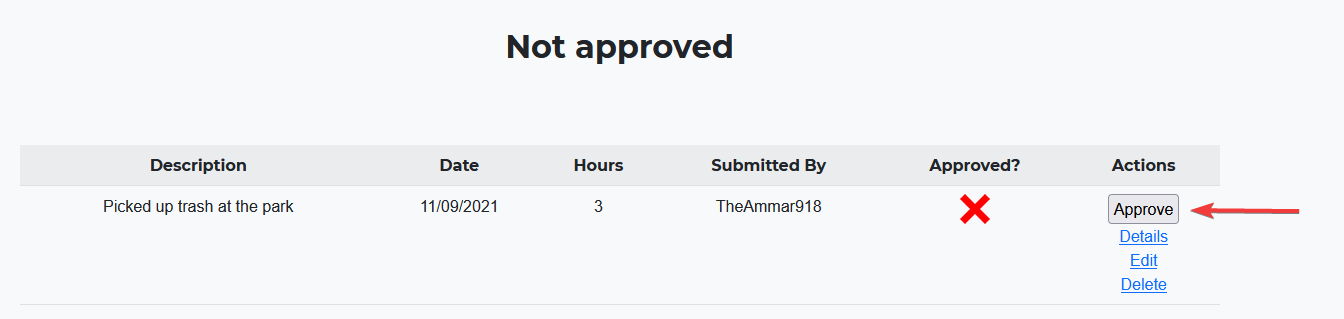 Not approved
Description Date Hours Submitted By Approved? Actions
Picked up trash at the park 11/09/2021 3 TheAmmar918 Approve
Details
Edit
Delete